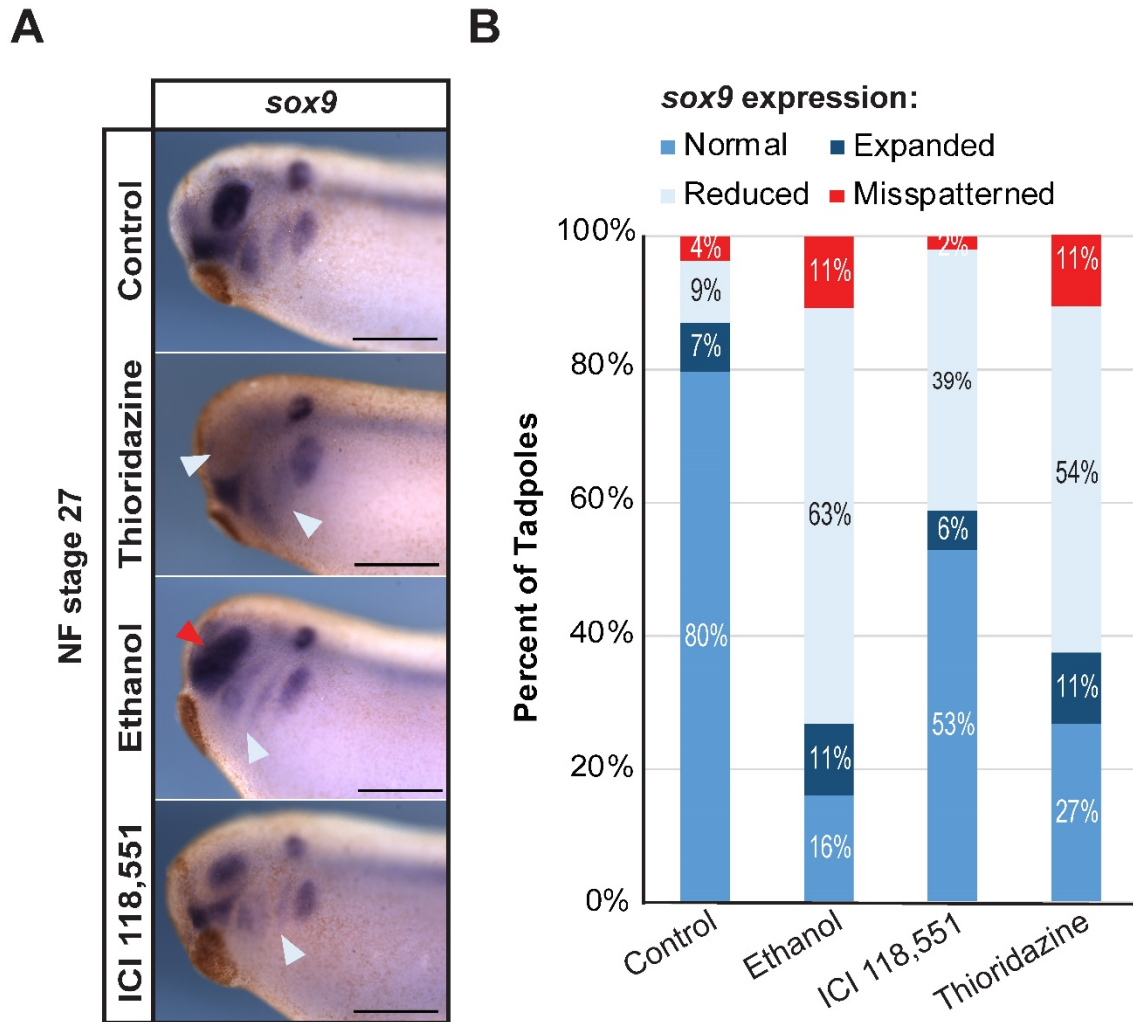 A
sox9
NF stage 27
Control
Thioridazine
Ethanol
ICI 118,551
B
sox9 expression:
Normal Expanded
Reduced Misspatterned
Percent of Tadpoles
100%
80%
60%
40%
20%
0%
4%
9%
7%
80%
11%
63%
11%
16%
2%
39%
6%
53%
11%
54%
11%
27%
Control
Ethanol
ICI 118,551
Thioridazine